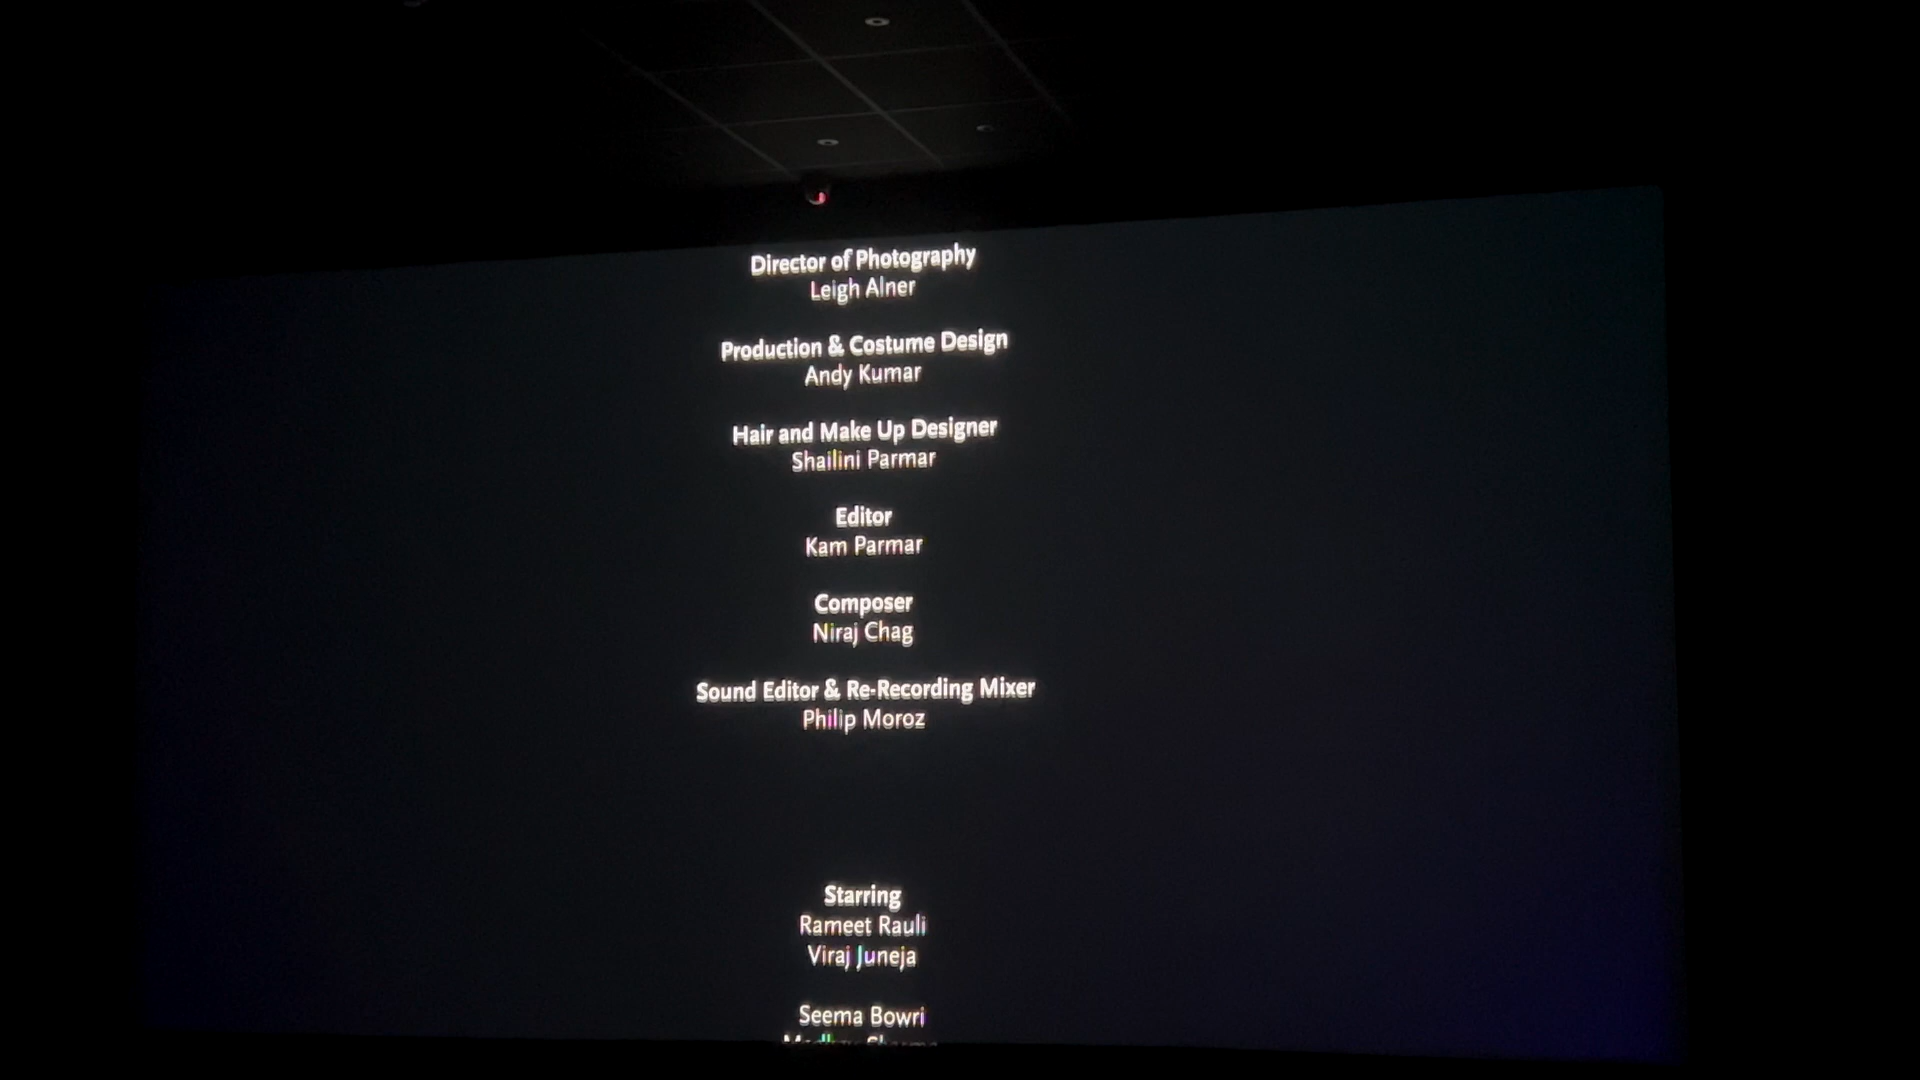 Director of Photography
Leigh Alner
Production & Costume Design
Andy Kumar
Hair and Make Up Designer
Shailini Parmar
Editor
Kam Parmar
Composer
Niraj Chag
Sound Editor & Re-Recording Mixer
Philip Moroz
Starring
Rameet Rauli
Viraj Juneja
Seema Bowri